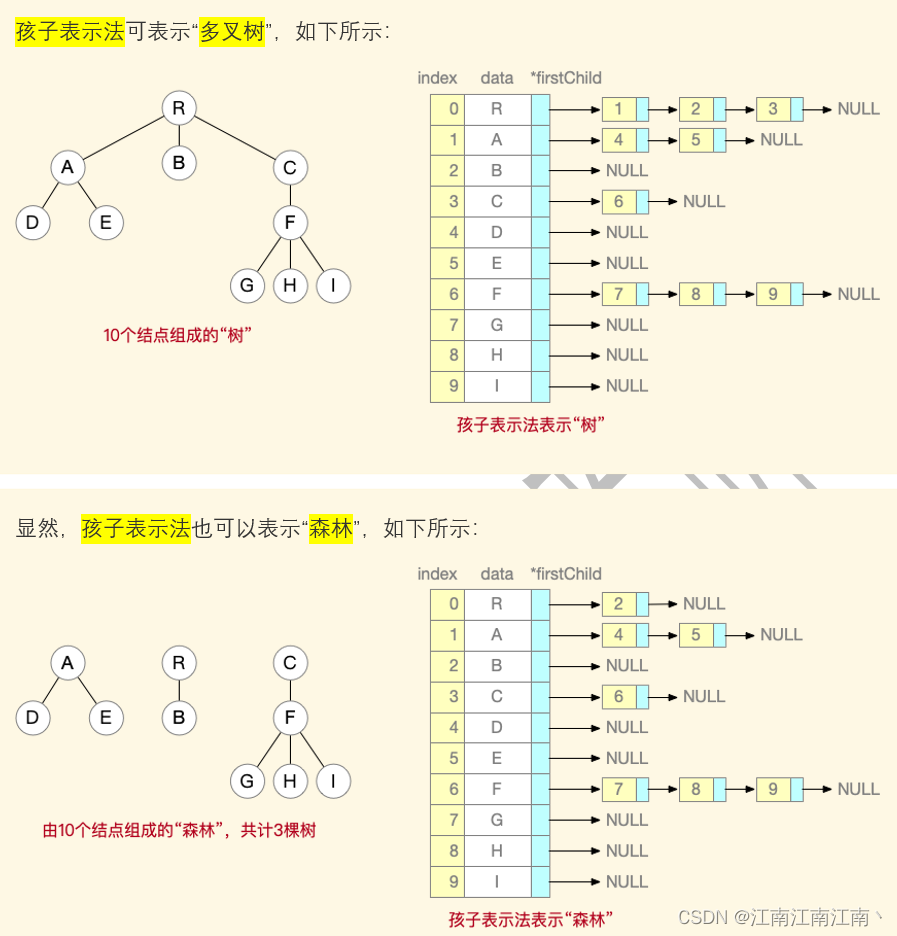 孩子表示法可表示“多叉树”，如下所示：
index data *firstChild
R
A B C
D E F
G H I
0 R 1 2 3 NULL
1 A 4 5 NULL
2 B NULL
3 C 6 NULL
4 D NULL
5 E NULL
6 F 7 8 9 NULL
7 G NULL
8 H NULL
9 I NULL
10个结点组成的“树”
孩子表示法表示“树”
显然，孩子表示法也可以表示“森林”，如下所示：
index data *firstChild
A R C
D E B F
G H I
0 R 2 NULL
1 A 4 5 NULL
2 B NULL
3 C 6 NULL
4 D NULL
5 E NULL
6 F 7 8 9 NULL
7 G NULL
8 H NULL
9 I NULL
由10个结点组成的“森林”，共计3棵树
孩子表示法表示“森林”
CSDN @江南江南江南丶